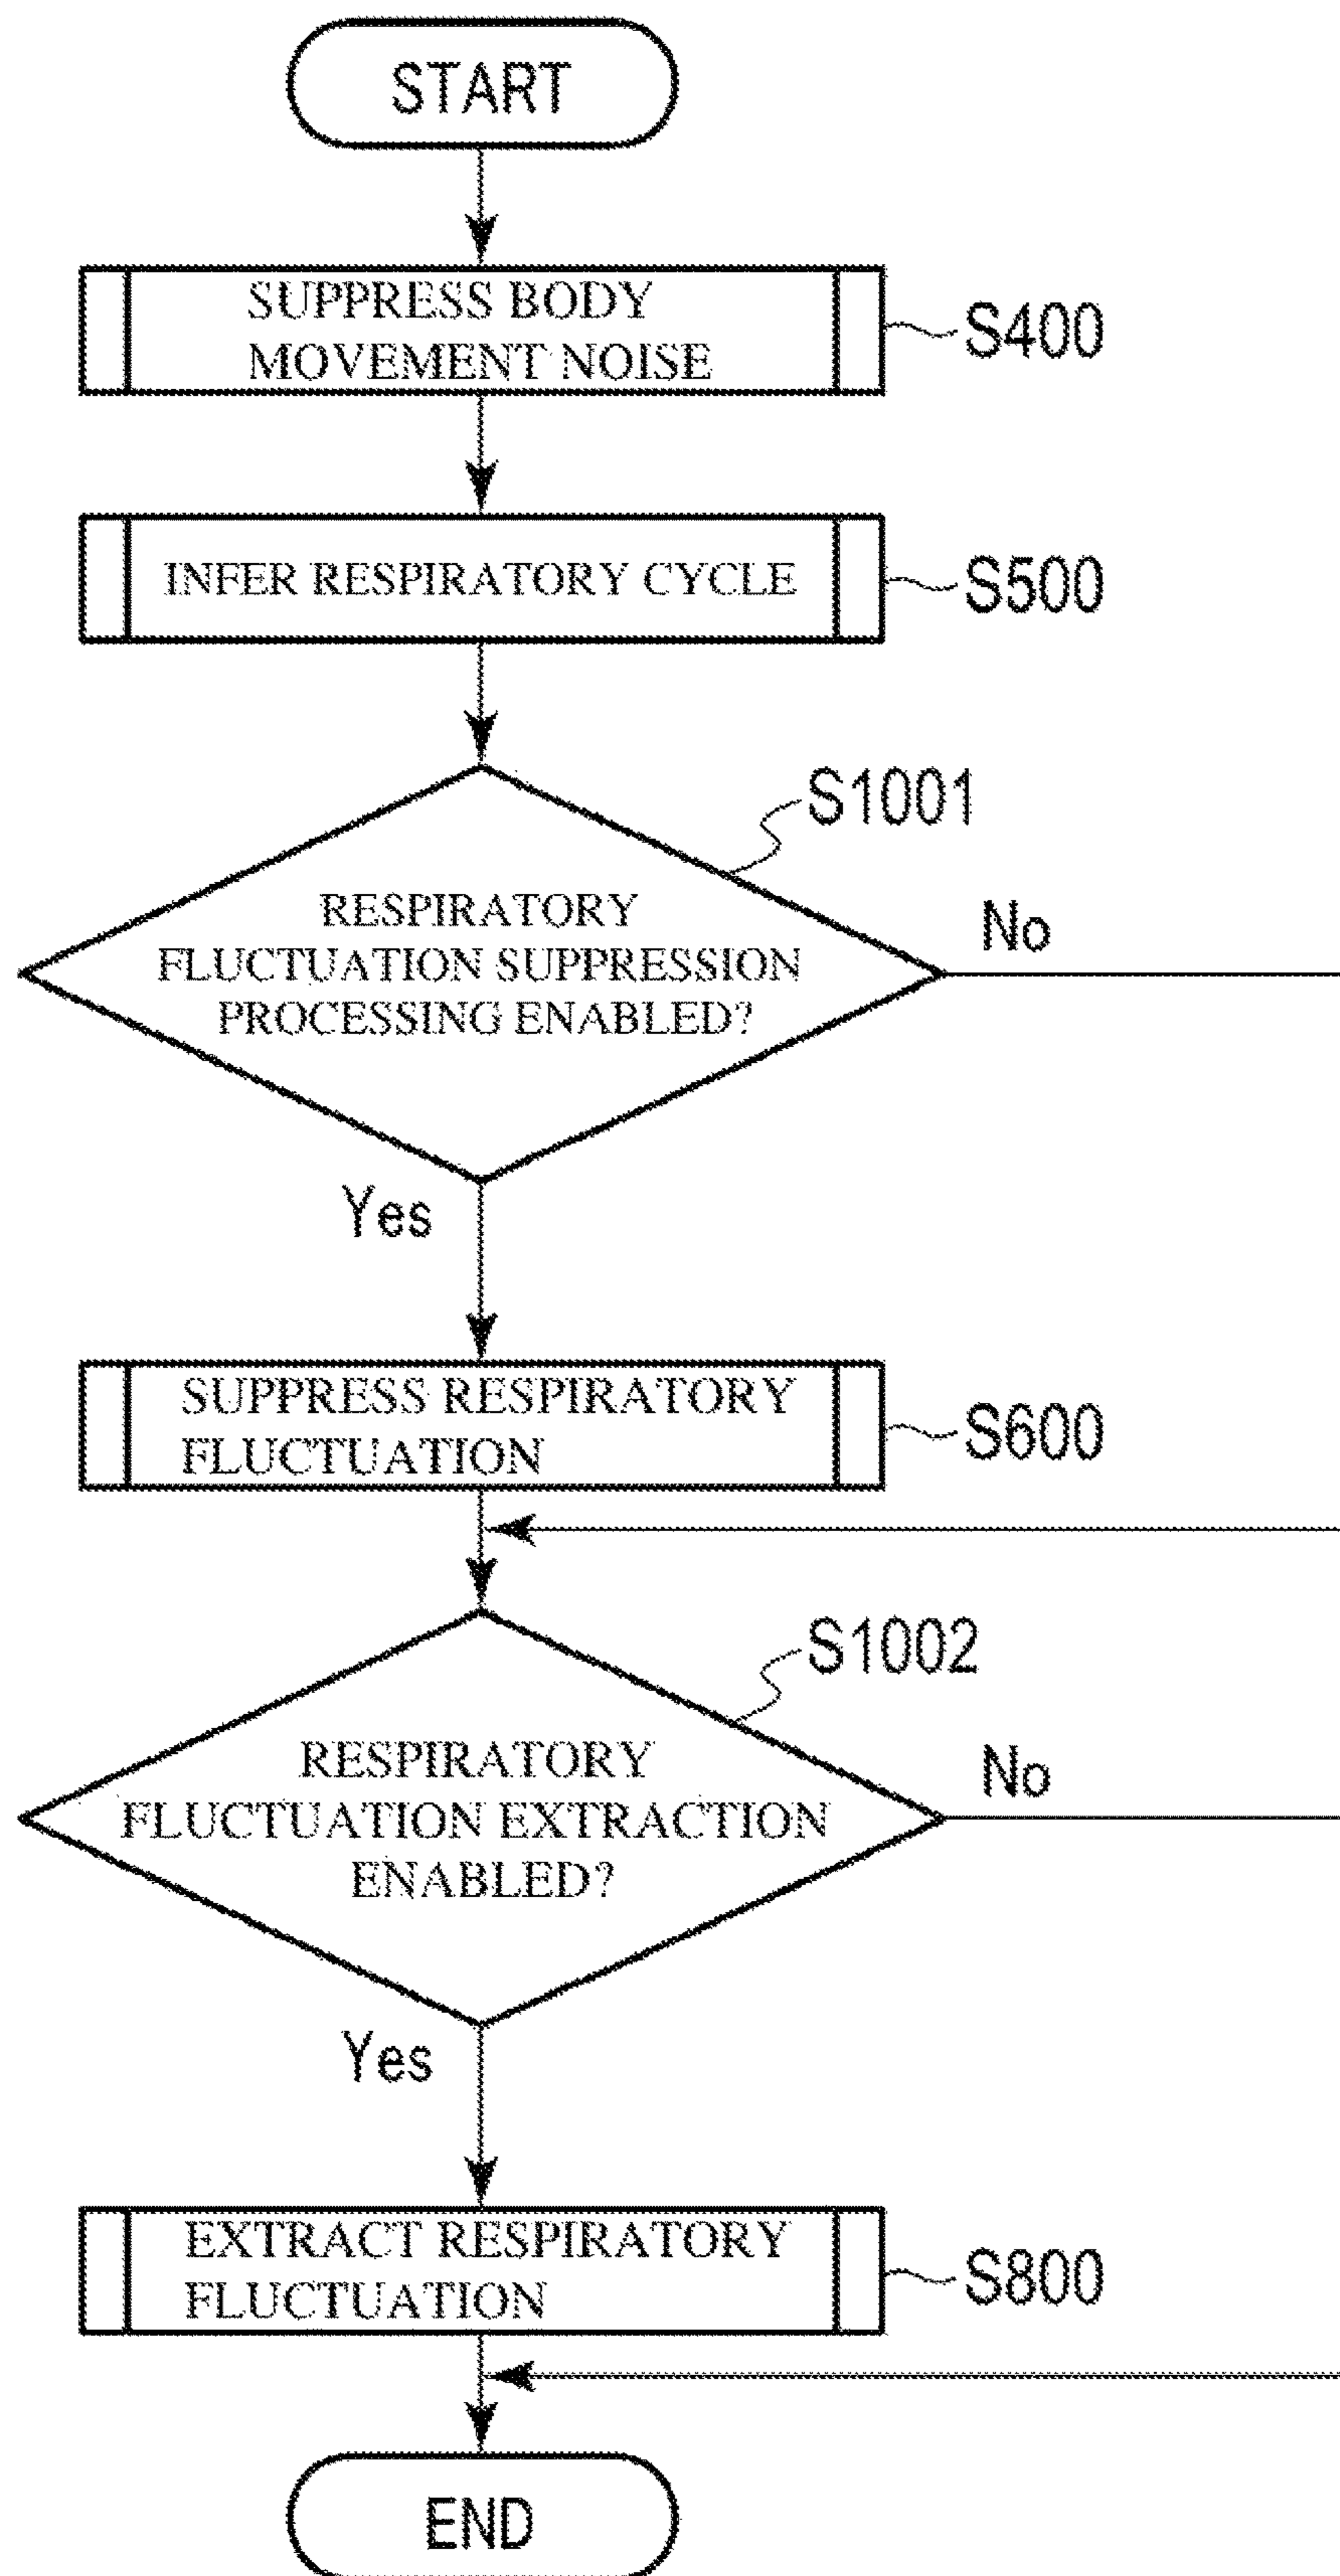 START
SUPPRESS BODY
MOVEMENT NOISE
S400
INFER RESPIRATORY CYCLE
S500
S1001
RESPIRATORY
FLUCTUATION SUPPRESSION
PROCESSING ENABLED?
No
Yes
SUPPRESS RESPIRATORY
FLUCTUATION
S600
S1002
RESPIRATORY
FLUCTUATION EXTRACTION
ENABLED?
No
Yes
EXTRACT RESPIRATORY
FLUCTUATION
S800
END